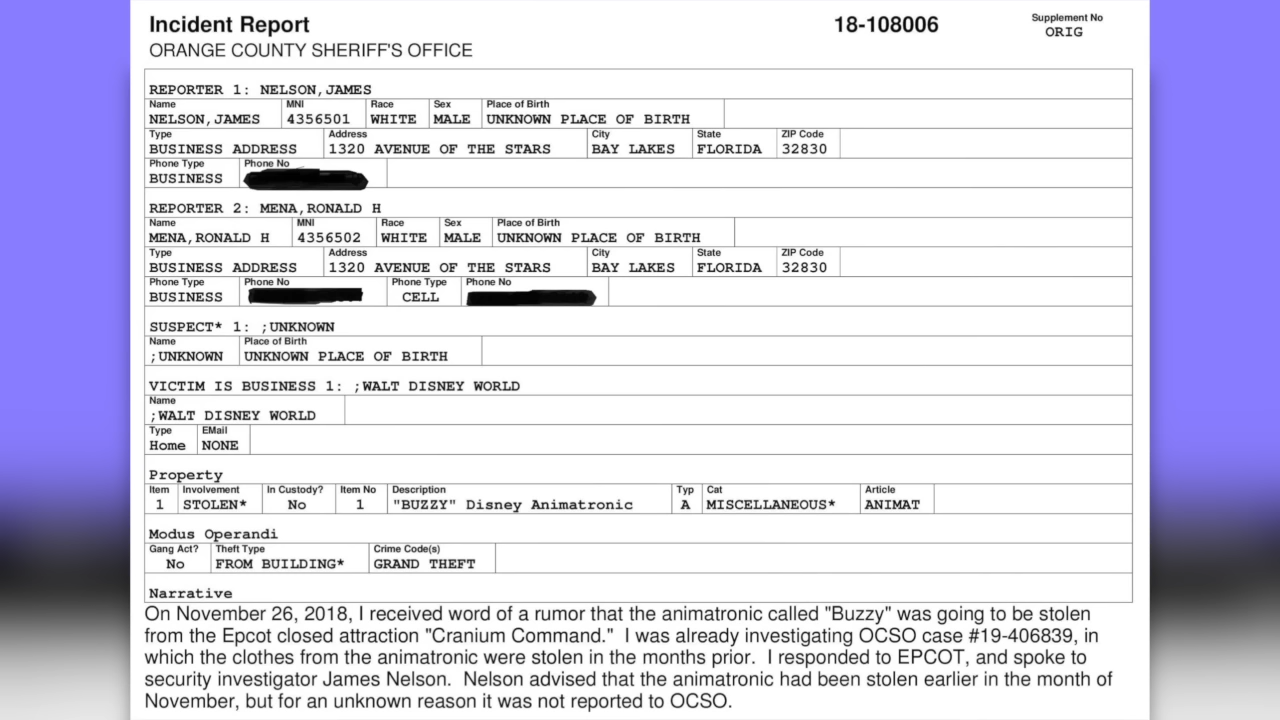 Incident Report 18-108006 Supplement No
ORANGE COUNTY SHERIFF'S OFFICE ORIG
REPORTER 1: NELSON,JAMES
Name MNI Race Sex Place of Birth
NELSON,JAMES 4356501 WHITE MALE UNKNOWN PLACE OF BIRTH
Type Address City State ZIP Code
BUSINESS ADDRESS 1320 AVENUE OF THE STARS BAY LAKES FLORIDA 32830
Phone Type Phone No
BUSINESS
REPORTER 2: MENA,RONALD H
Name MNI Race Sex Place of Birth
MENA,RONALD H 4356502 WHITE MALE UNKNOWN PLACE OF BIRTH
Type Address City State ZIP Code
BUSINESS ADDRESS 1320 AVENUE OF THE STARS BAY LAKES FLORIDA 32830
Phone Type Phone No Phone Type Phone No
BUSINESS CELL
SUSPECT* 1: ;UNKNOWN
Name Place of Birth
;UNKNOWN UNKNOWN PLACE OF BIRTH
VICTIM IS BUSINESS 1: ;WALT DISNEY WORLD
Name
;WALT DISNEY WORLD
Type EMail
Home NONE
Property
Item Involvement In Custody? Item No Description Typ Cat Article
1 STOLEN* No 1 "BUZZY" Disney Animatronic A MISCELLANEOUS* ANIMAT
Modus Operandi
Gang Act? Theft Type Crime Code(s)
No FROM BUILDING* GRAND THEFT
Narrative
On November 26, 2018, I received word of a rumor that the animatronic called "Buzzy" was going to be stolen
from the Epcot closed attraction "Cranium Command." I was already investigating OCSO case #19-406839, in
which the clothes from the animatronic were stolen in the months prior. I responded to EPCOT, and spoke to
security investigator James Nelson. Nelson advised that the animatronic had been stolen earlier in the month of
November, but for an unknown reason it was not reported to OCSO.